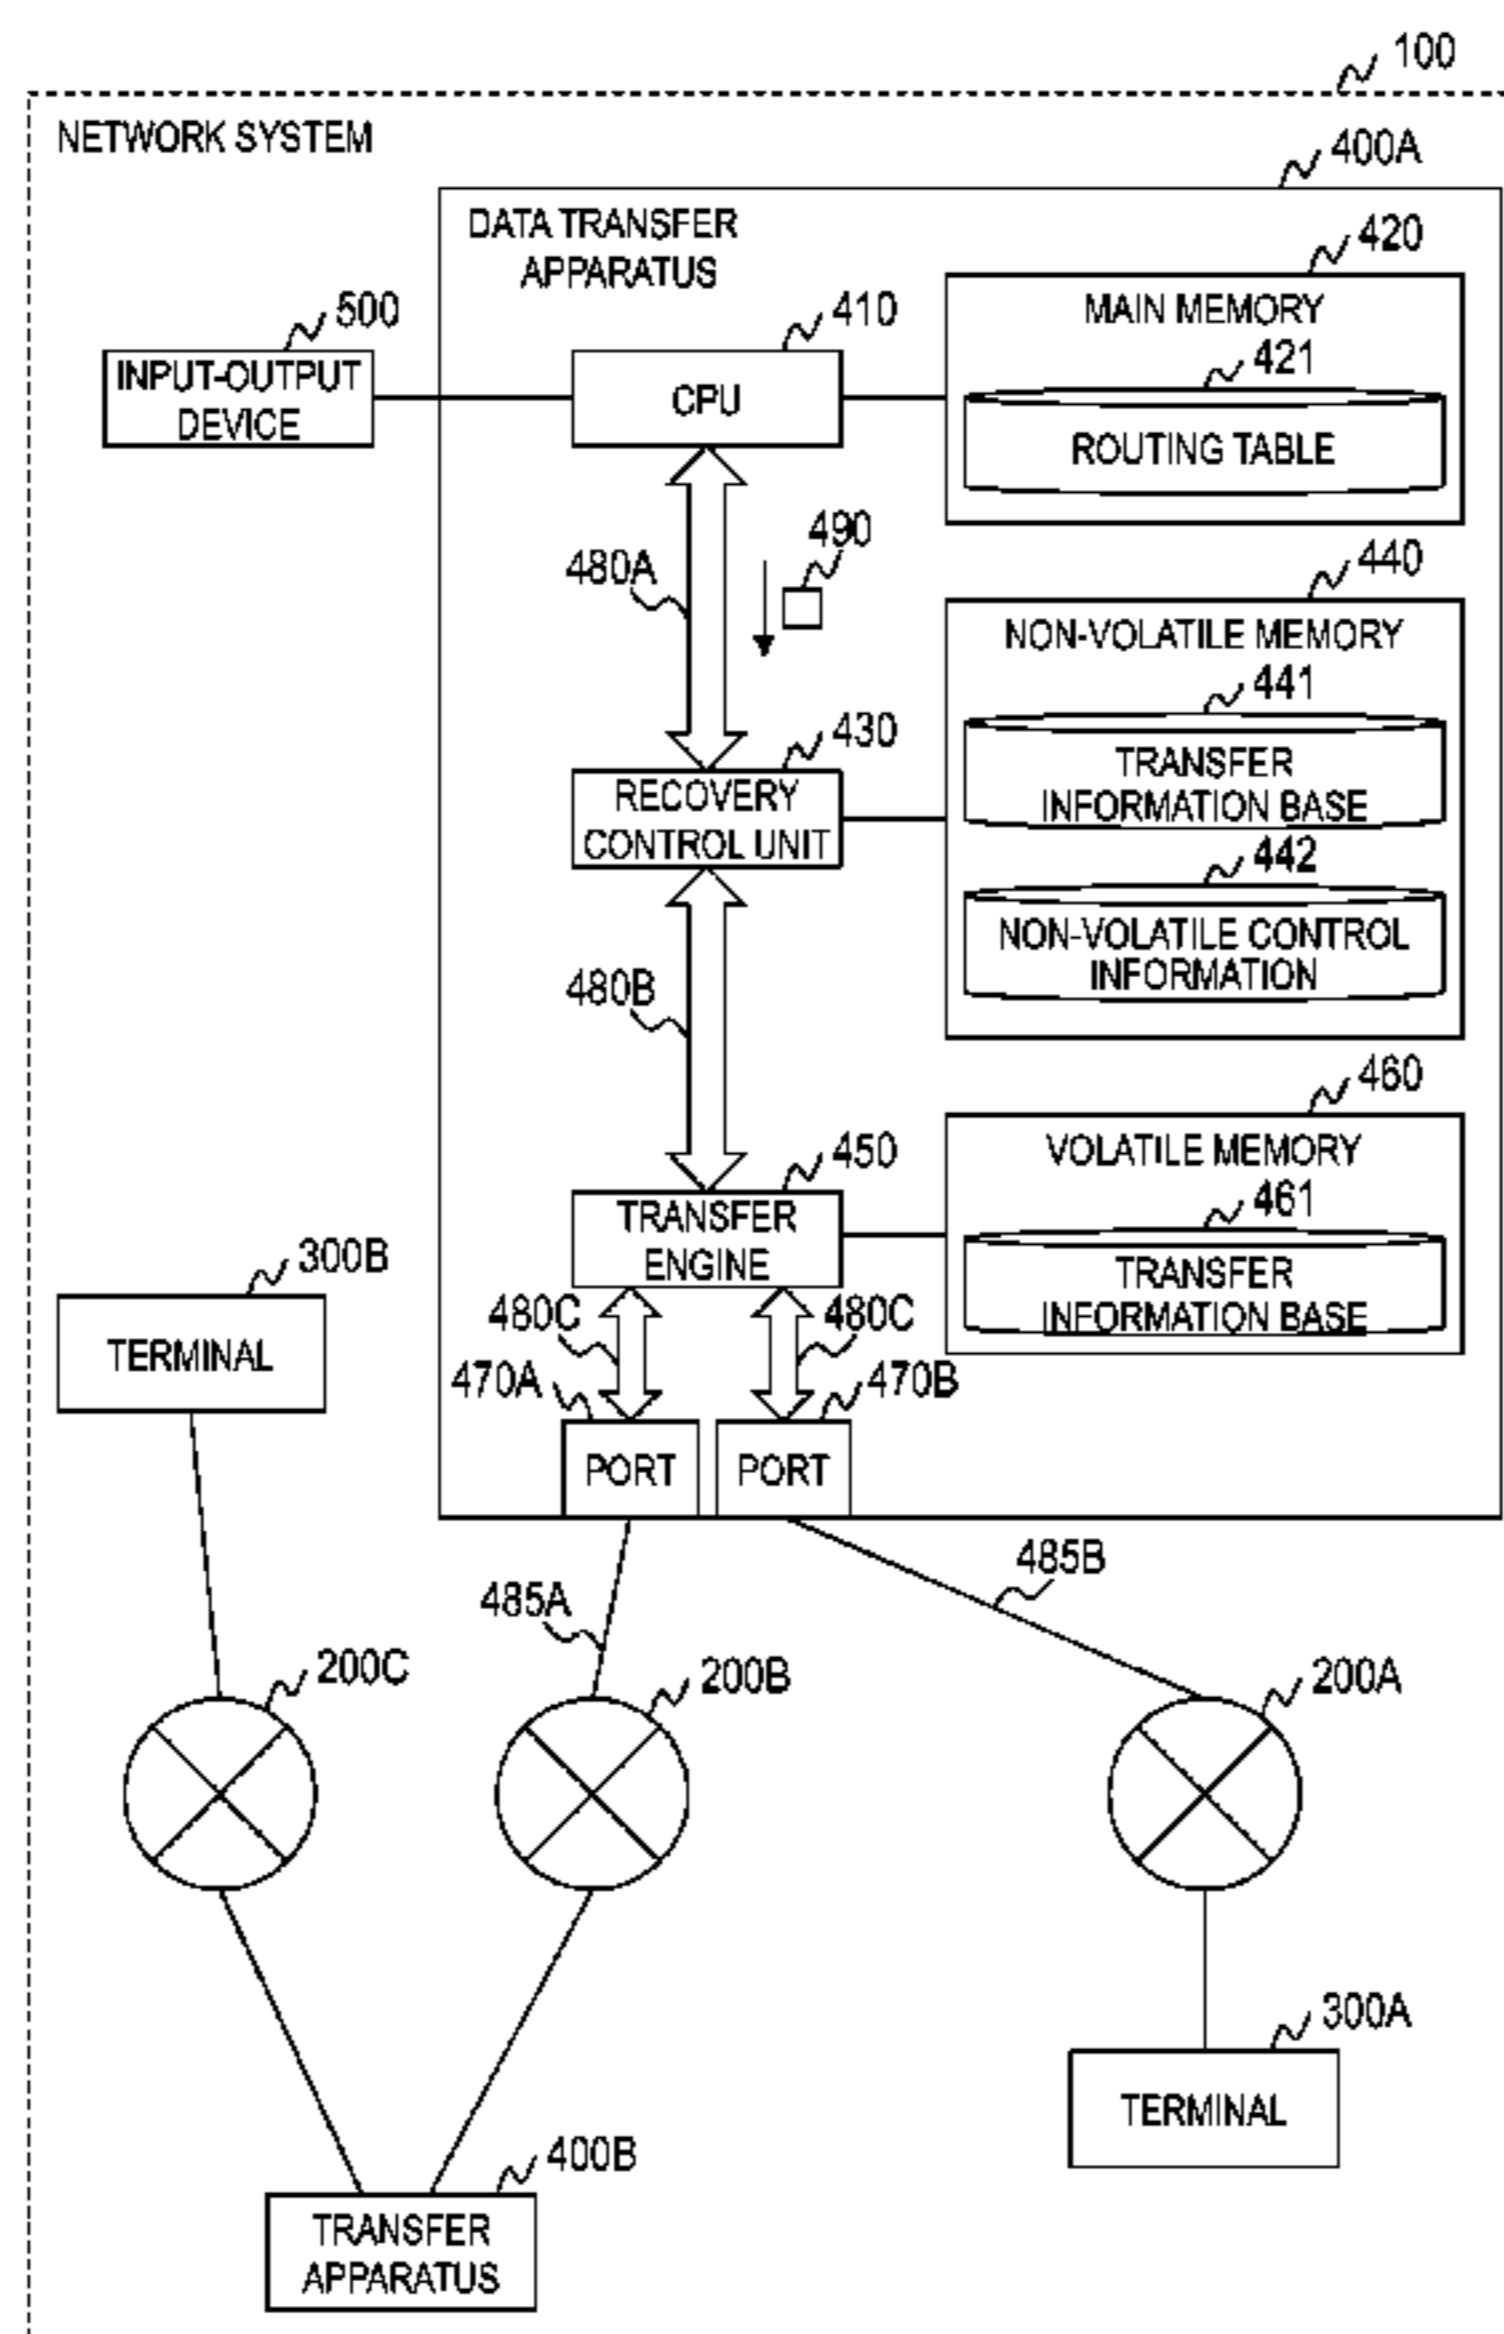 100
NETWORK SYSTEM
400A
DATA TRANSFER
APPARATUS
420
MAIN MEMORY
500
410
421
INPUT-OUTPUT
DEVICE
CPU
ROUTING TABLE
490
480A
440
NON-VOLATILE MEMORY
441
430
TRANSFER
INFORMATION BASE
RECOVERY
CONTROL UNIT
442
NON-VOLATILE CONTROL
INFORMATION
480B
460
450
VOLATILE MEMORY
461
TRANSFER
ENGINE
TRANSFER
INFORMATION BASE
300B
TERMINAL
480C
480C
470A
470B
PORT
PORT
485B
485A
200C
200B
200A
300A
TERMINAL
400B
TRANSFER
APPARATUS